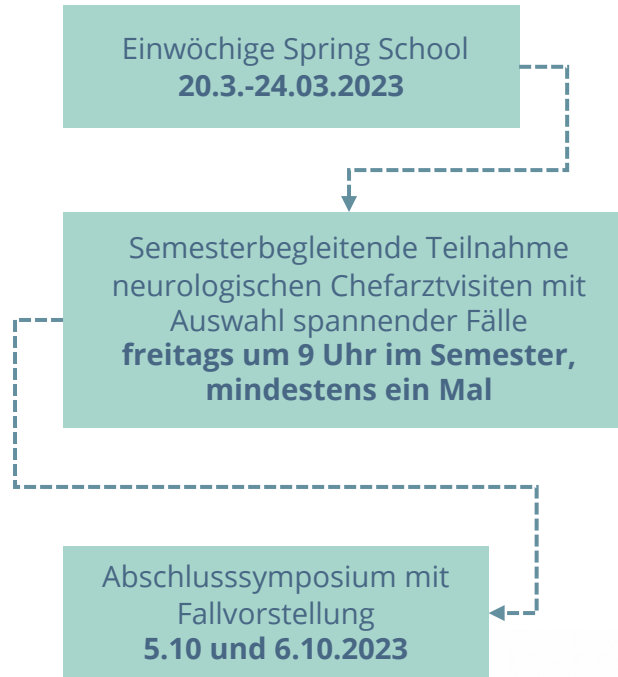 Einwöchige Spring School
20.3.-24.03.2023
Semesterbegleitende Teilnahme
neurologischen Chefarztvisiten mit
Auswahl spannender Fälle
freitags um 9 Uhr im Semester,
mindestens ein Mal
Abschlusssymposium mit
Fallvorstellung
5.10 und 6.10.2023